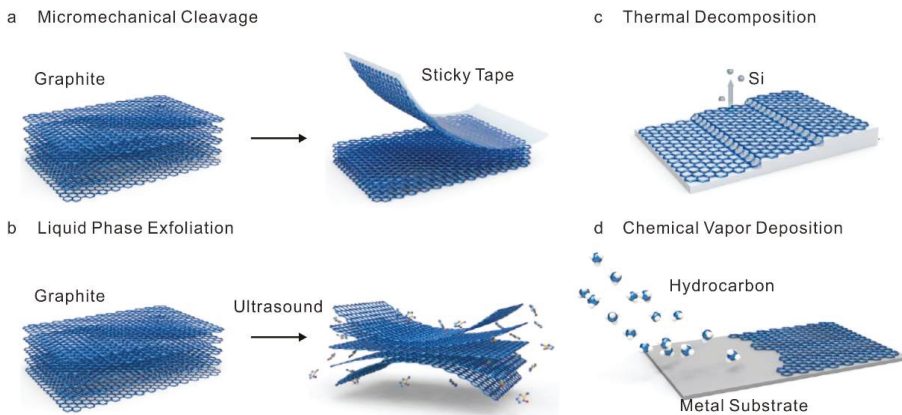 a Micromechanical Cleavage
Graphite
Sticky Tape
b Liquid Phase Exfoliation
Graphite
Ultrasound
c Thermal Decomposition
Si
d Chemical Vapor Deposition
Hydrocarbon
Metal Substrate